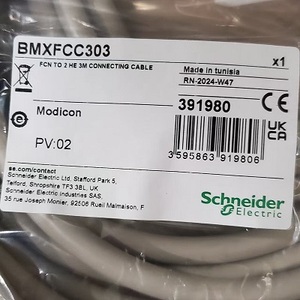 BMXFCC303
x1
FCN TO 2 HE 3M CONNECTING CABLE
Made in tunisia
RN-2024-W47
Modicon
391980
PV:02
UK CA
3 595863 919806
se.com/contact
Schneider Electric Ltd, Stafford Park 5,
Telford, Shropshire TF3 3BL, UK
Schneider Electric industries SAS,
35 rue Joseph Monier, 92506 Rueil Malmaison, F
Schneider
Electric